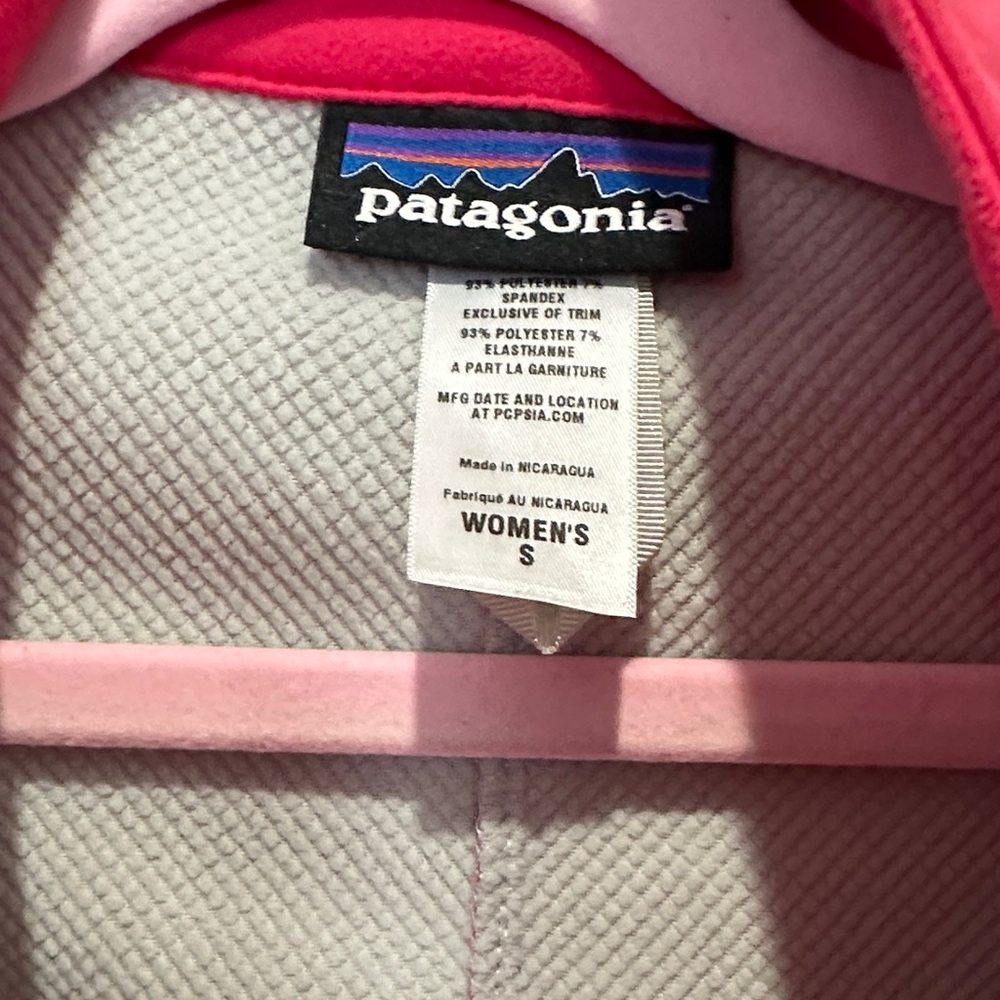 patagonia
93% POLYESTER 7%
SPANDEX
EXCLUSIVE OF TRIM
93% POLYESTER 7%
ELASTHANNE
A PART LA GARNITURE
MFG DATE AND LOCATION
AT PCPSIA.COM
Made in NICARAGUA
Fabriqué AU NICARAGUA
WOMEN'S
S